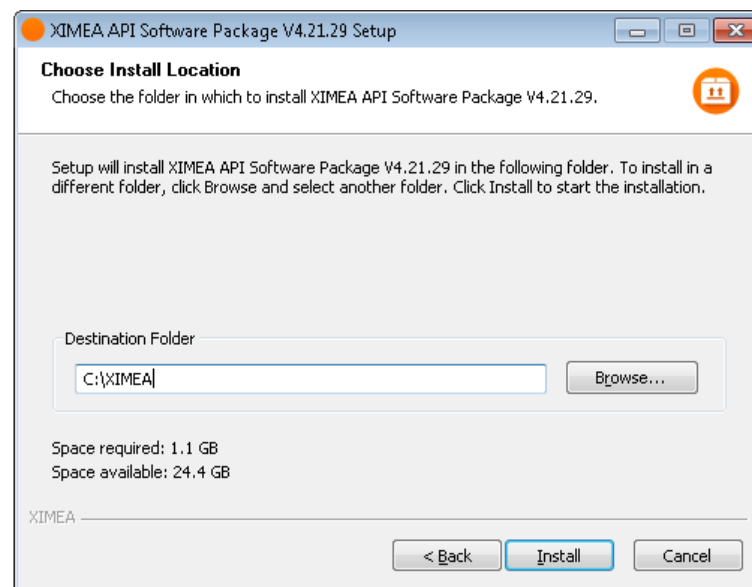 XIMEA API Software Package V4.21.29 Setup
Choose Install Location
Choose the folder in which to install XIMEA API Software Package V4.21.29.
Setup will install XIMEA API Software Package V4.21.29 in the following folder. To install in a
different folder, click Browse and select another folder. Click Install to start the installation.
Destination Folder
C:\XIMEA
Browse...
Space required: 1.1 GB
Space available: 24.4 GB
XIMEA
< Back Install Cancel